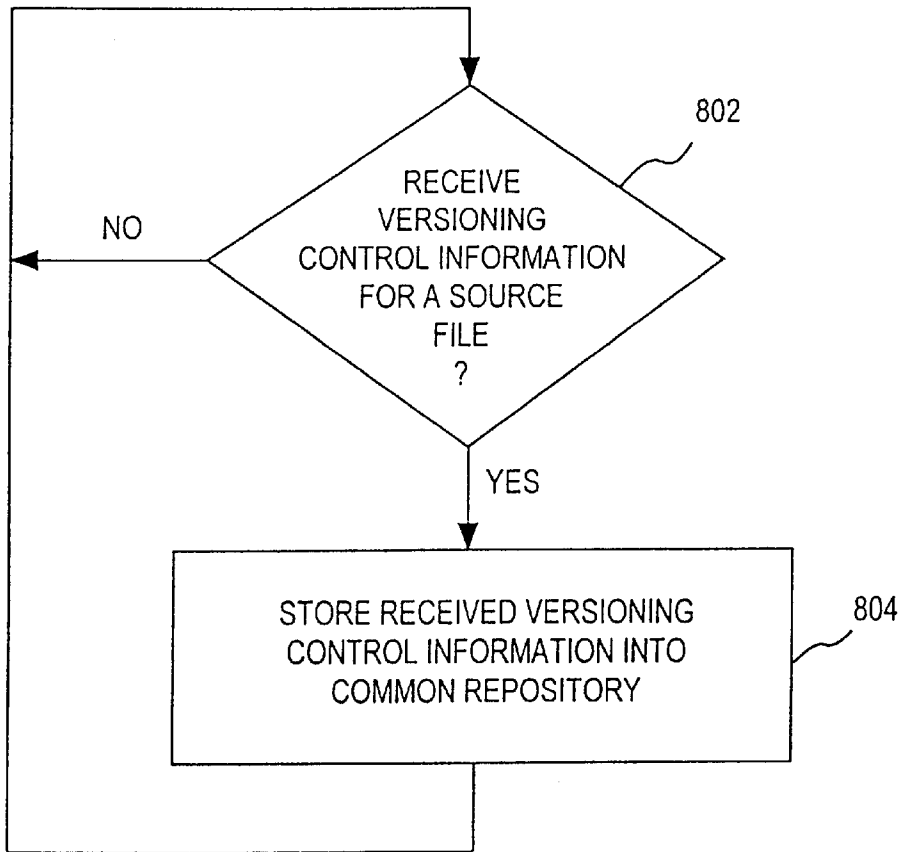 802
RECEIVE
VERSIONING
CONTROL INFORMATION
FOR A SOURCE
FILE
?
NO
YES
STORE RECEIVED VERSIONING
CONTROL INFORMATION INTO
COMMON REPOSITORY
804